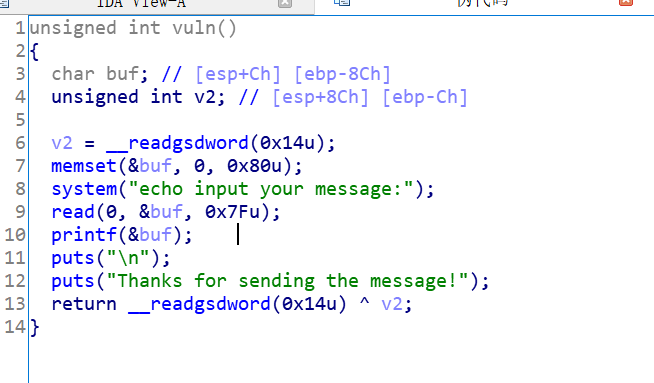 IDA View-A 伪代码
1 unsigned int vuln()
2 {
3   char buf; // [esp+Ch] [ebp-8Ch]
4   unsigned int v2; // [esp+8Ch] [ebp-Ch]
5
6   v2 = __readgsdword(0x14u);
7   memset(&buf, 0, 0x80u);
8   system("echo input your message:");
9   read(0, &buf, 0x7Fu);
10   printf(&buf);
11   puts("\n");
12   puts("Thanks for sending the message!");
13   return __readgsdword(0x14u) ^ v2;
14 }